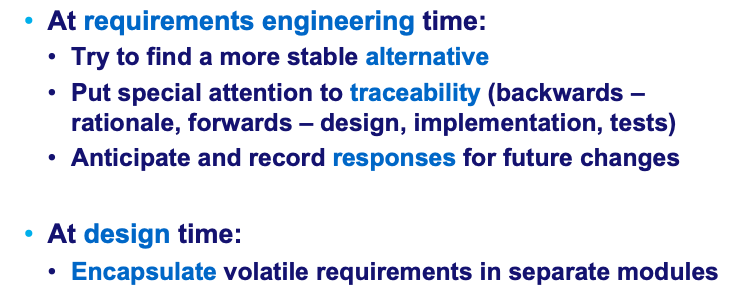 • At requirements engineering time:
• Try to find a more stable alternative
• Put special attention to traceability (backwards –
rationale, forwards – design, implementation, tests)
• Anticipate and record responses for future changes
• At design time:
• Encapsulate volatile requirements in separate modules